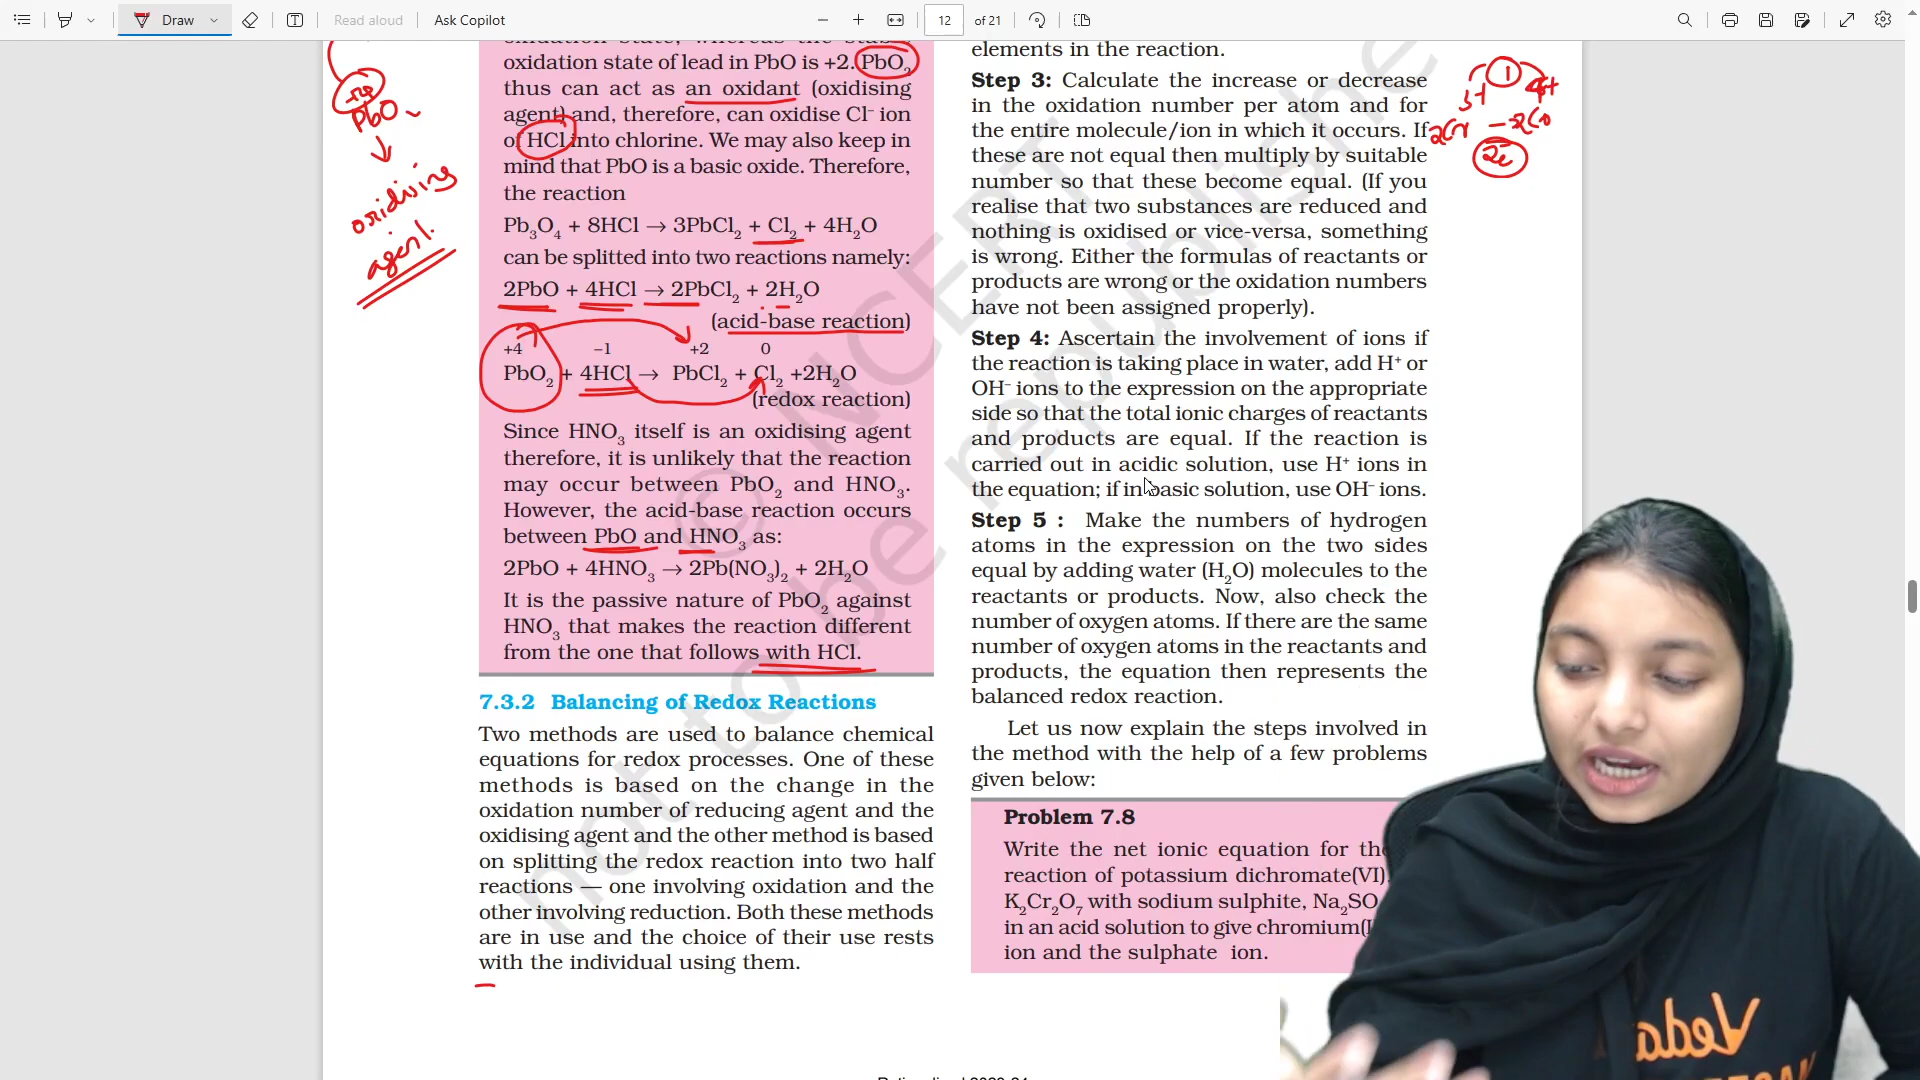 Draw
Read aloud
Ask Copilot
12
of 21
oxidation state, whereas the stable
oxidation state of lead in PbO is +2. PbO₂
thus can act as an oxidant (oxidising
agent) and, therefore, can oxidise Cl⁻ ion
of HCl into chlorine. We may also keep in
mind that PbO is a basic oxide. Therefore,
the reaction
Pb₃O₄ + 8HCl → 3PbCl₂ + Cl₂ + 4H₂O
can be splitted into two reactions namely:
2PbO + 4HCl → 2PbCl₂ + 2H₂O
(acid-base reaction)
+4 –1 +2 0
PbO₂ + 4HCl → PbCl₂ + Cl₂ +2H₂O
(redox reaction)
Since HNO₃ itself is an oxidising agent
therefore, it is unlikely that the reaction
may occur between PbO₂ and HNO₃.
However, the acid-base reaction occurs
between PbO and HNO₃ as:
2PbO + 4HNO₃ → 2Pb(NO₃)₂ + 2H₂O
It is the passive nature of PbO₂ against
HNO₃ that makes the reaction different
from the one that follows with HCl.
7.3.2 Balancing of Redox Reactions
Two methods are used to balance chemical
equations for redox processes. One of these
methods is based on the change in the
oxidation number of reducing agent and the
oxidising agent and the other method is based
on splitting the redox reaction into two half
reactions — one involving oxidation and the
other involving reduction. Both these methods
are in use and the choice of their use rests
with the individual using them.
PbO
oxidising
agent.
elements in the reaction.
Step 3: Calculate the increase or decrease
in the oxidation number per atom and for
the entire molecule/ion in which it occurs. If
these are not equal then multiply by suitable
number so that these become equal. (If you
realise that two substances are reduced and
nothing is oxidised or vice-versa, something
is wrong. Either the formulas of reactants or
products are wrong or the oxidation numbers
have not been assigned properly).
Step 4: Ascertain the involvement of ions if
the reaction is taking place in water, add H⁺ or
OH⁻ ions to the expression on the appropriate
side so that the total ionic charges of reactants
and products are equal. If the reaction is
carried out in acidic solution, use H⁺ ions in
the equation; if in basic solution, use OH⁻ ions.
Step 5 : Make the numbers of hydrogen
atoms in the expression on the two sides
equal by adding water (H₂O) molecules to the
reactants or products. Now, also check the
number of oxygen atoms. If there are the same
number of oxygen atoms in the reactants and
products, the equation then represents the
balanced redox reaction.
Let us now explain the steps involved in
the method with the help of a few problems
given below:
Problem 7.8
Write the net ionic equation for the
reaction of potassium dichromate(VI),
K₂Cr₂O₇ with sodium sulphite, Na₂SO
in an acid solution to give chromium(I
ion and the sulphate ion.
1
3+ 4+
2e
© NCERT
not to be republishe
Veda